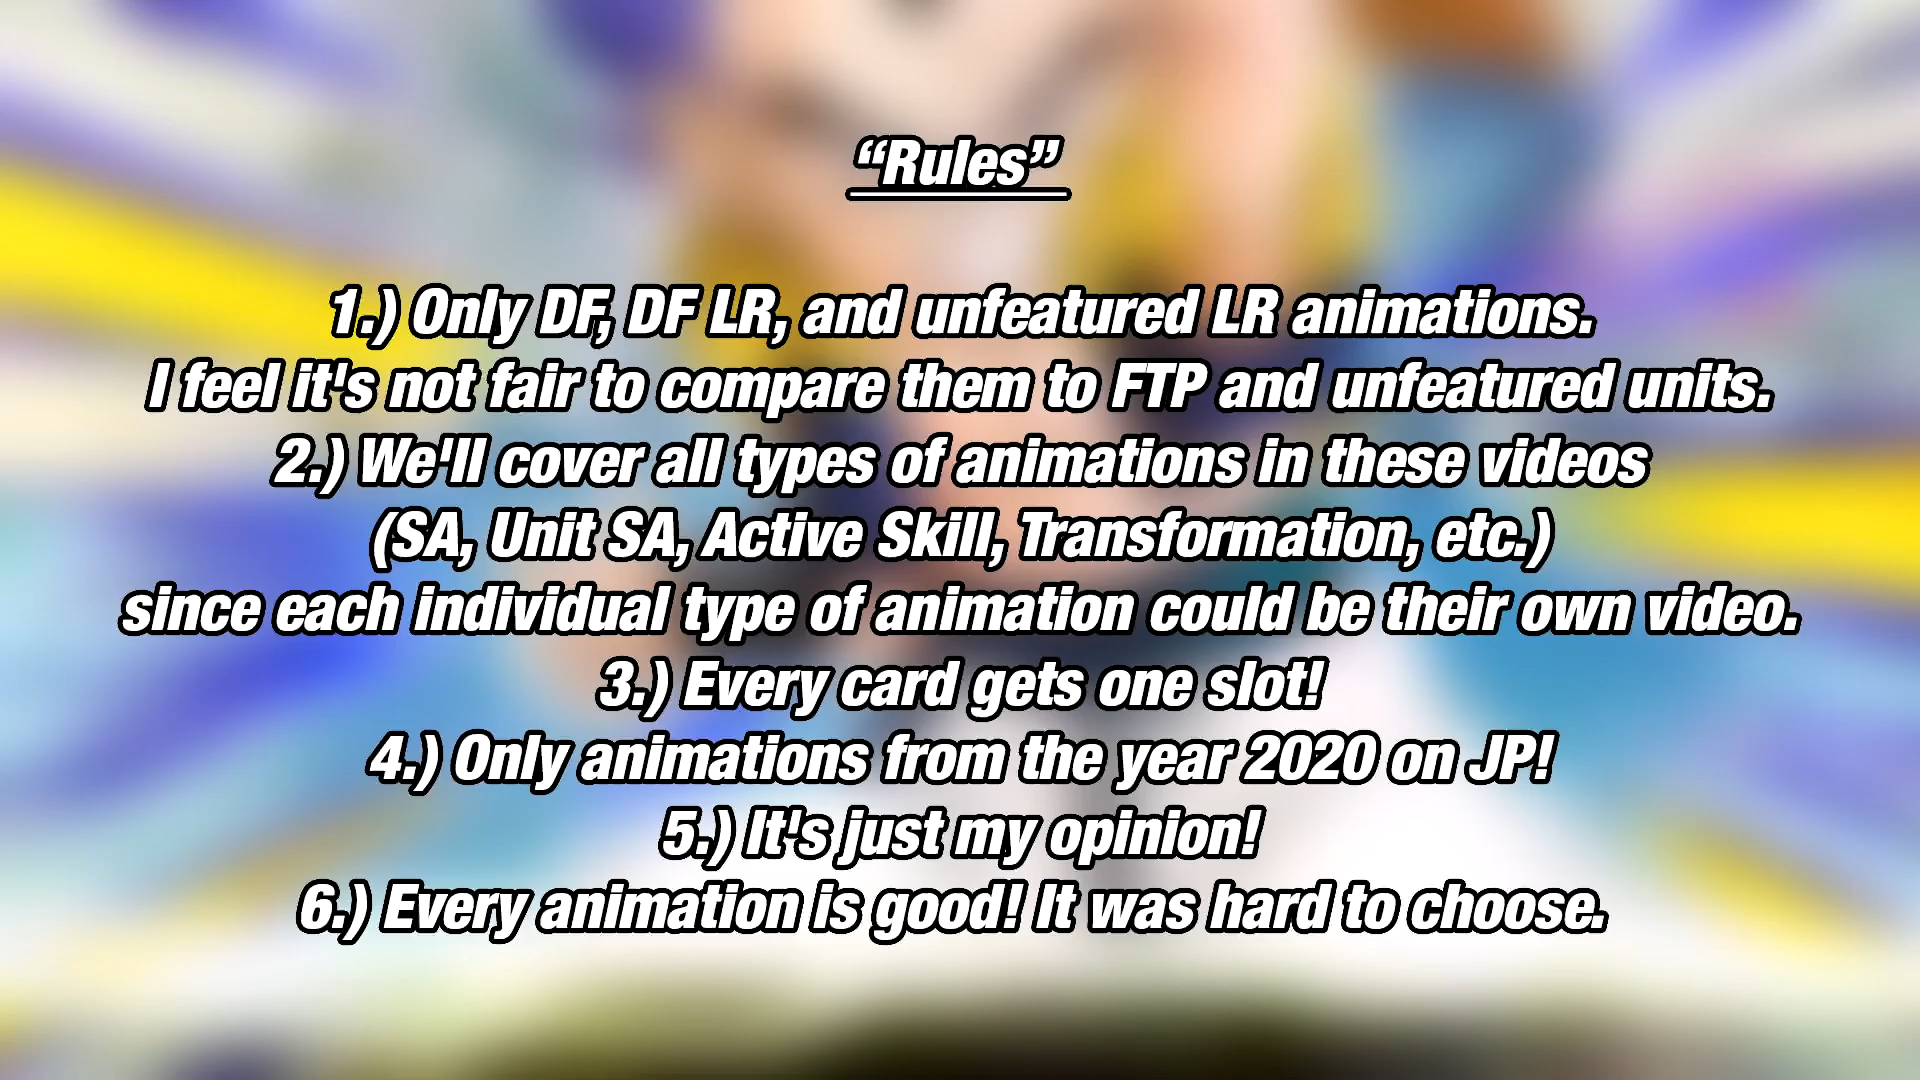 “Rules”
1.) Only DF, DF LR, and unfeatured LR animations.
I feel it's not fair to compare them to FTP and unfeatured units.
2.) We'll cover all types of animations in these videos
(SA, Unit SA, Active Skill, Transformation, etc.)
since each individual type of animation could be their own video.
3.) Every card gets one slot!
4.) Only animations from the year 2020 on JP!
5.) It's just my opinion!
6.) Every animation is good! It was hard to choose.